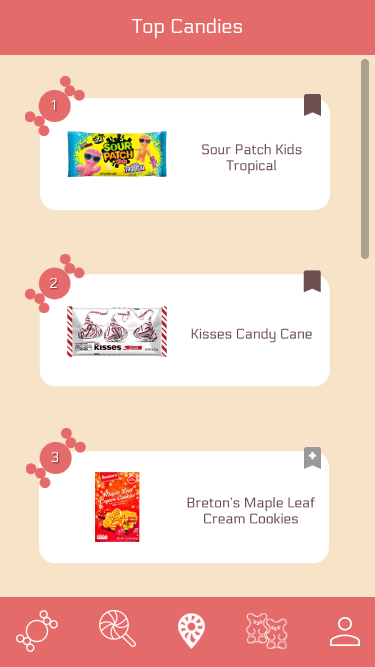 Top Candies
1
Sour Patch Kids
Tropical
SOUR
PATCH
KIDS
TROPICAL
2
Kisses Candy Cane
KISSES
3
Breton's Maple Leaf
Cream Cookies
Maple Leaf
Cream Cookies